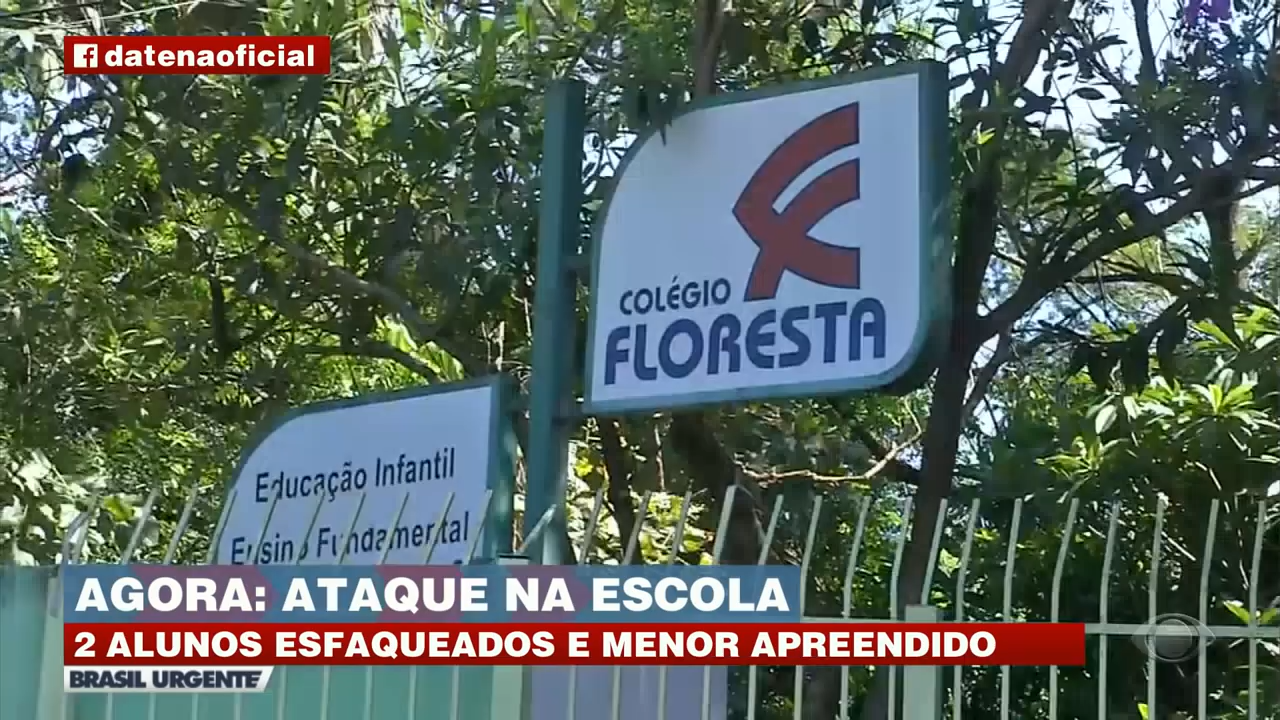 datenaoficial
COLÉGIO
FLORESTA
Educação Infantil
Ensino Fundamental
AGORA: ATAQUE NA ESCOLA
2 ALUNOS ESFAQUEADOS E MENOR APREENDIDO
BRASIL URGENTE